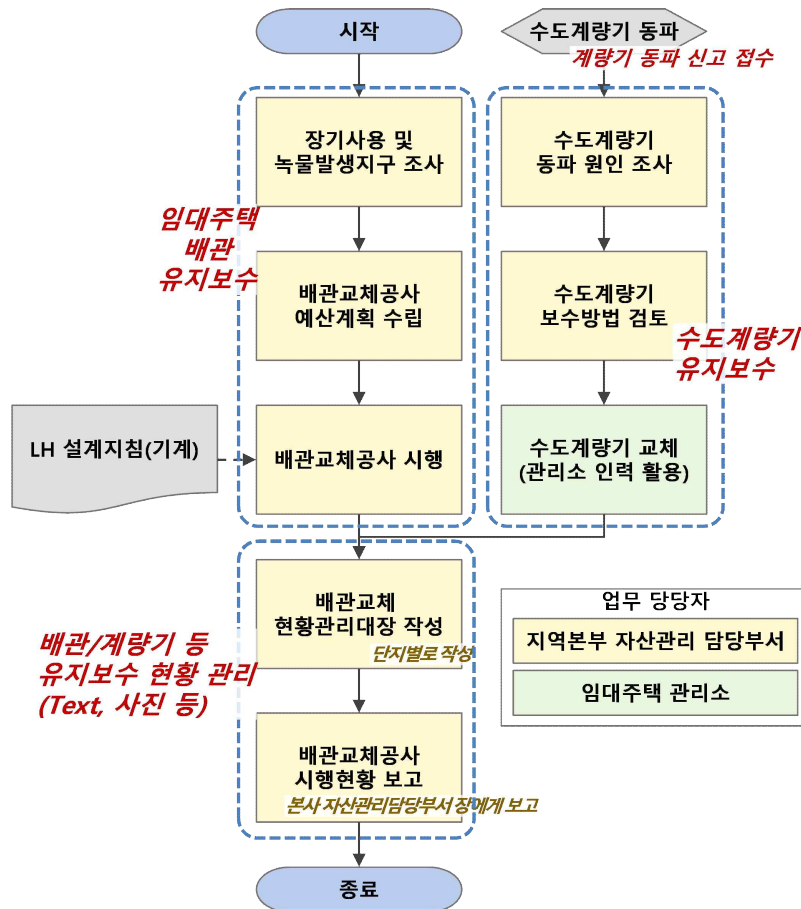 시작
수도계량기 동파
계량기 동파 신고 접수
장기사용 및
녹물발생지구 조사
수도계량기
동파 원인 조사
임대주택
배관
유지보수
배관교체공사
예산계획 수립
수도계량기
보수방법 검토
수도계량기
유지보수
LH 설계지침(기계)
배관교체공사 시행
수도계량기 교체
(관리소 인력 활용)
배관교체
현황관리대장 작성
단지별로 작성
배관/계량기 등
유지보수 현황 관리
(Text, 사진 등)
업무 당당자
지역본부 자산관리 담당부서
임대주택 관리소
배관교체공사
시행현황 보고
본사 자산관리담당부서 장에게 보고
종료